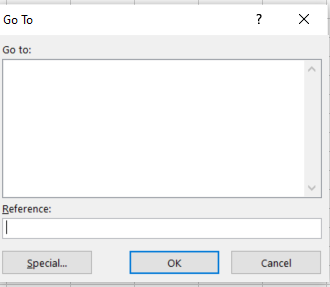 Go To ?
Go to:
Reference:
Special... OK Cancel